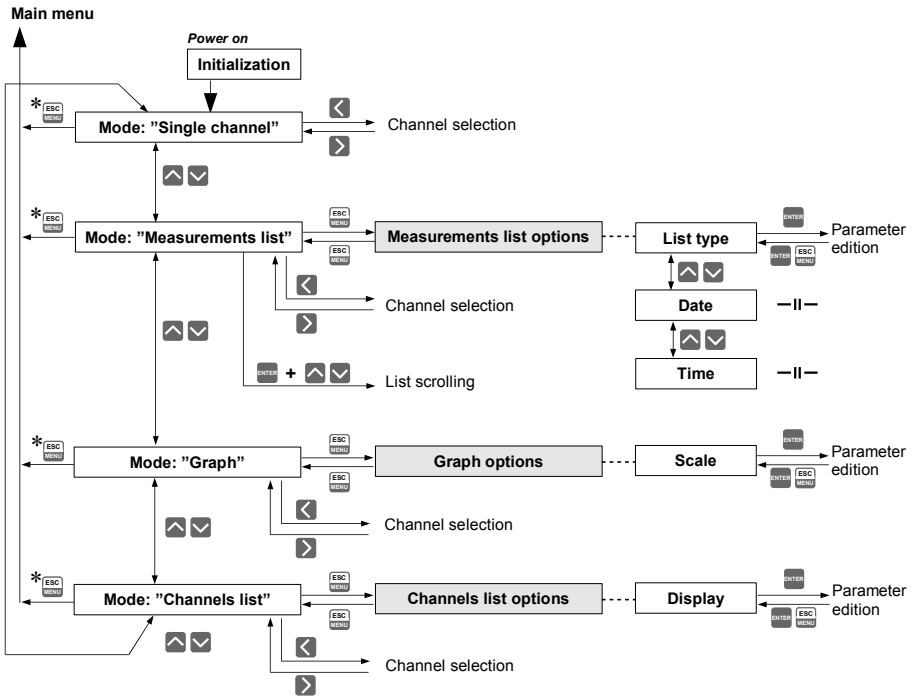 Main menu
Power on
Initialization
* ESC MENU
Mode: ”Single channel”
Channel selection
* ESC MENU
Mode: ”Measurements list”
ESC MENU
ESC MENU
Measurements list options
List type
ENTER
ENTER ESC MENU
Parameter
edition
Channel selection
Date
–II–
ENTER +
List scrolling
Time
–II–
* ESC MENU
Mode: ”Graph”
ESC MENU
ESC MENU
Graph options
Scale
ENTER
ENTER ESC MENU
Parameter
edition
Channel selection
* ESC MENU
Mode: ”Channels list”
ESC MENU
ESC MENU
Channels list options
Display
ENTER
ENTER ESC MENU
Parameter
edition
Channel selection